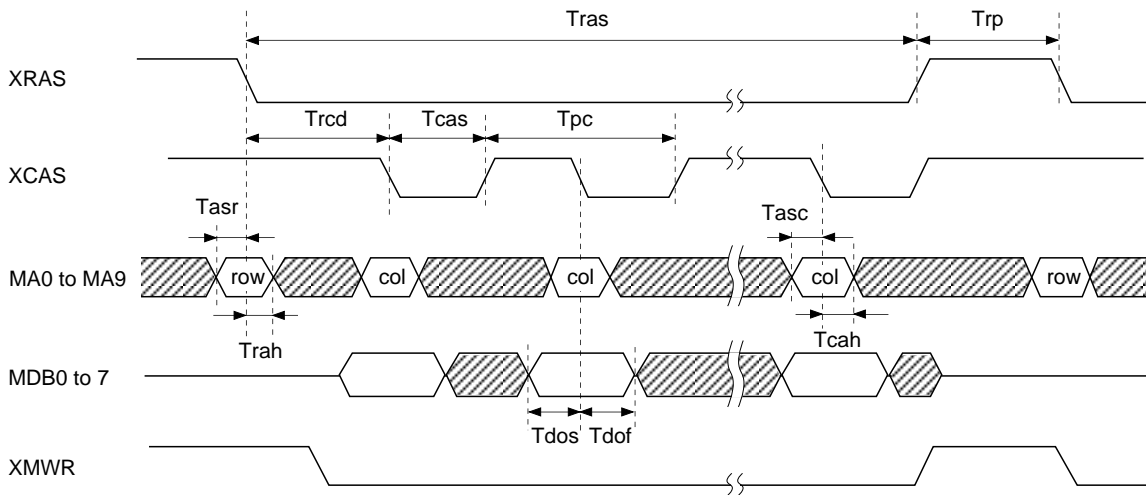 Tras
Trp
XRAS
Trcd
Tcas
Tpc
XCAS
Tasr
Tasc
MA0 to MA9
row
col
col
col
row
Trah
Tcah
MDB0 to 7
Tdos
Tdof
XMWR